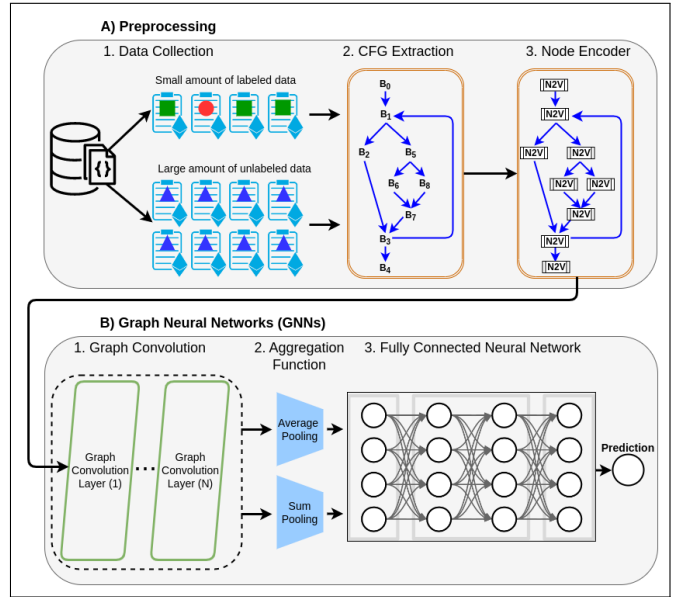 A) Preprocessing
1. Data Collection
2. CFG Extraction
3. Node Encoder
Small amount of labeled data
{}
Large amount of unlabeled data
B0
B1
B2
B5
B6
B8
B7
B3
B4
[N2V]
[N2V]
[N2V]
[N2V]
[N2V]
[N2V]
[N2V]
[N2V]
[N2V]
B) Graph Neural Networks (GNNs)
1. Graph Convolution
2. Aggregation
Function
3. Fully Connected Neural Network
Graph
Convolution
Layer (1)
...
Graph
Convolution
Layer (N)
Average
Pooling
Sum
Pooling
Prediction